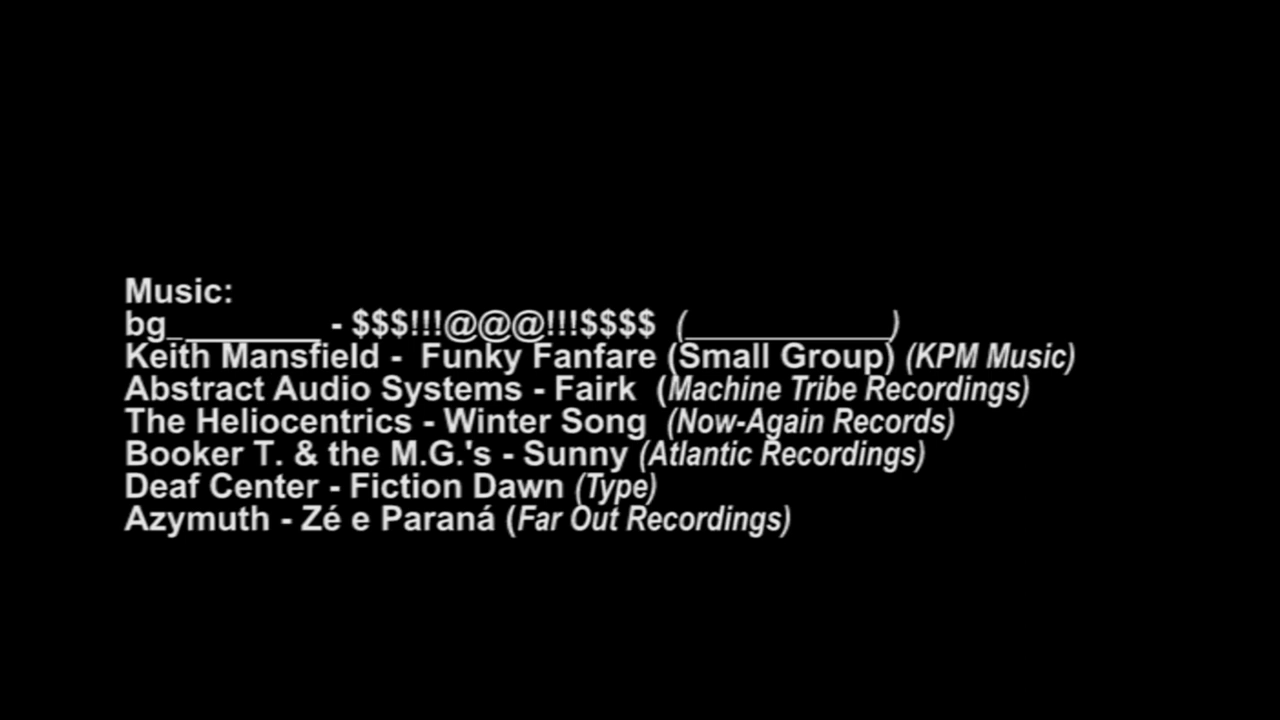 Music:
bg_________ - $$$!!!@@@!!!$$$$ (____________)
Keith Mansfield - Funky Fanfare (Small Group) (KPM Music)
Abstract Audio Systems - Fairk (Machine Tribe Recordings)
The Heliocentrics - Winter Song (Now-Again Records)
Booker T. & the M.G.'s - Sunny (Atlantic Recordings)
Deaf Center - Fiction Dawn (Type)
Azymuth - Zé e Paraná (Far Out Recordings)